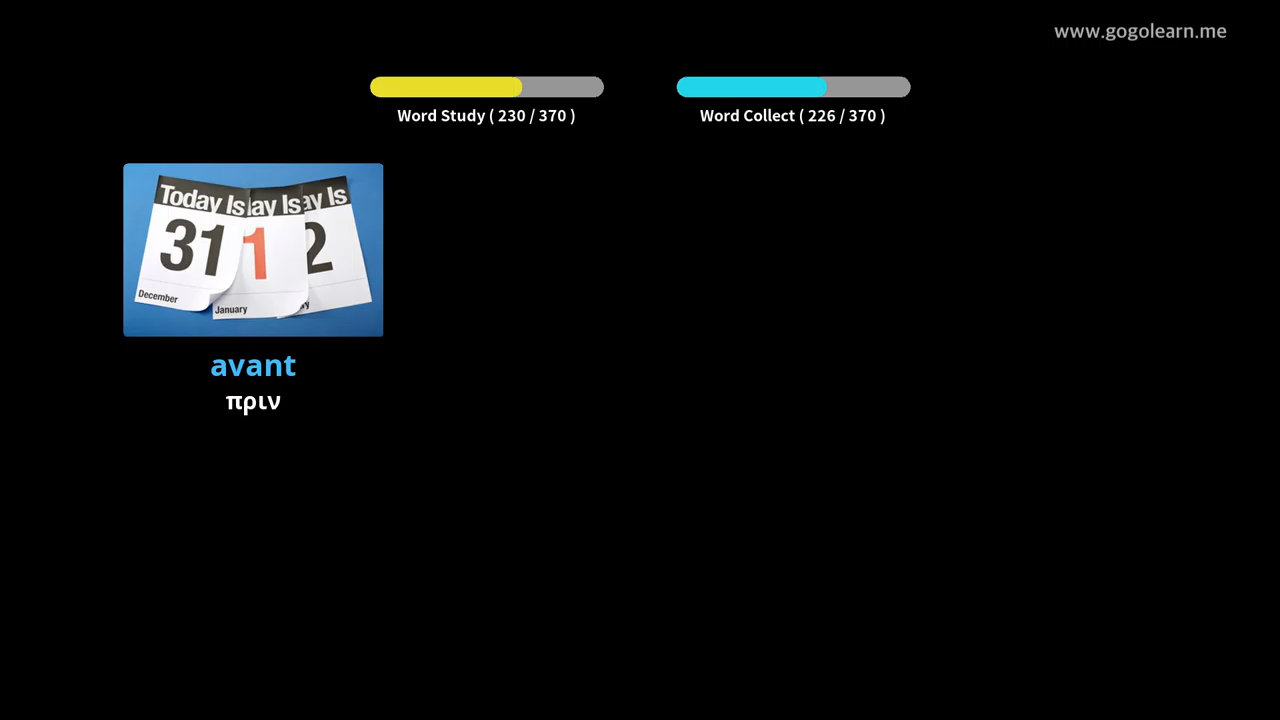 www.gogolearn.me
Word Study ( 230 / 370 )
Word Collect ( 226 / 370 )
Today Is ay Is ay Is
31 1 2
December
January
avant
πριν